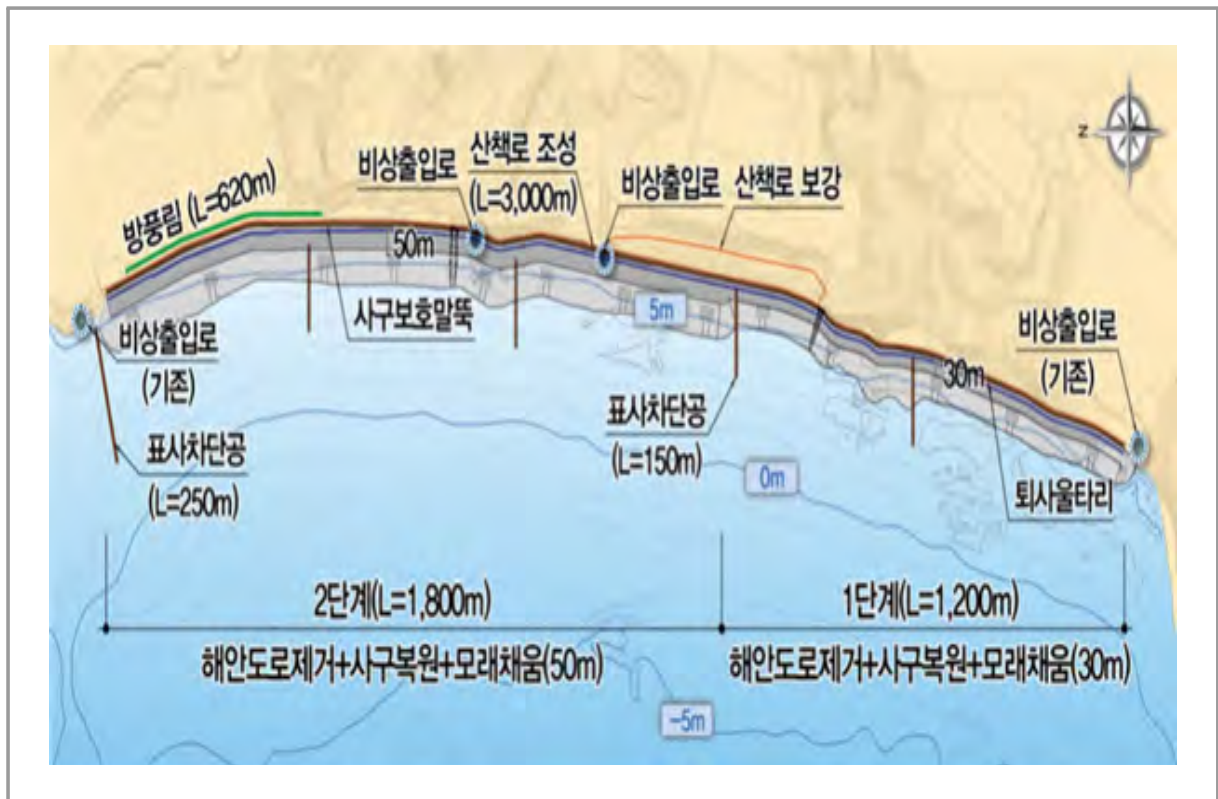 N
방풍림 (L=620m)
비상출입로
산책로 조성
(L=3,000m)
비상출입로
산책로 보강
50m
사구보호말뚝
5m
비상출입로
(기존)
30m
비상출입로
(기존)
표사차단공
(L=250m)
표사차단공
(L=150m)
0m
퇴사울타리
2단계(L=1,800m)
1단계(L=1,200m)
해안도로제거+사구복원+모래채움(50m)
해안도로제거+사구복원+모래채움(30m)
-5m